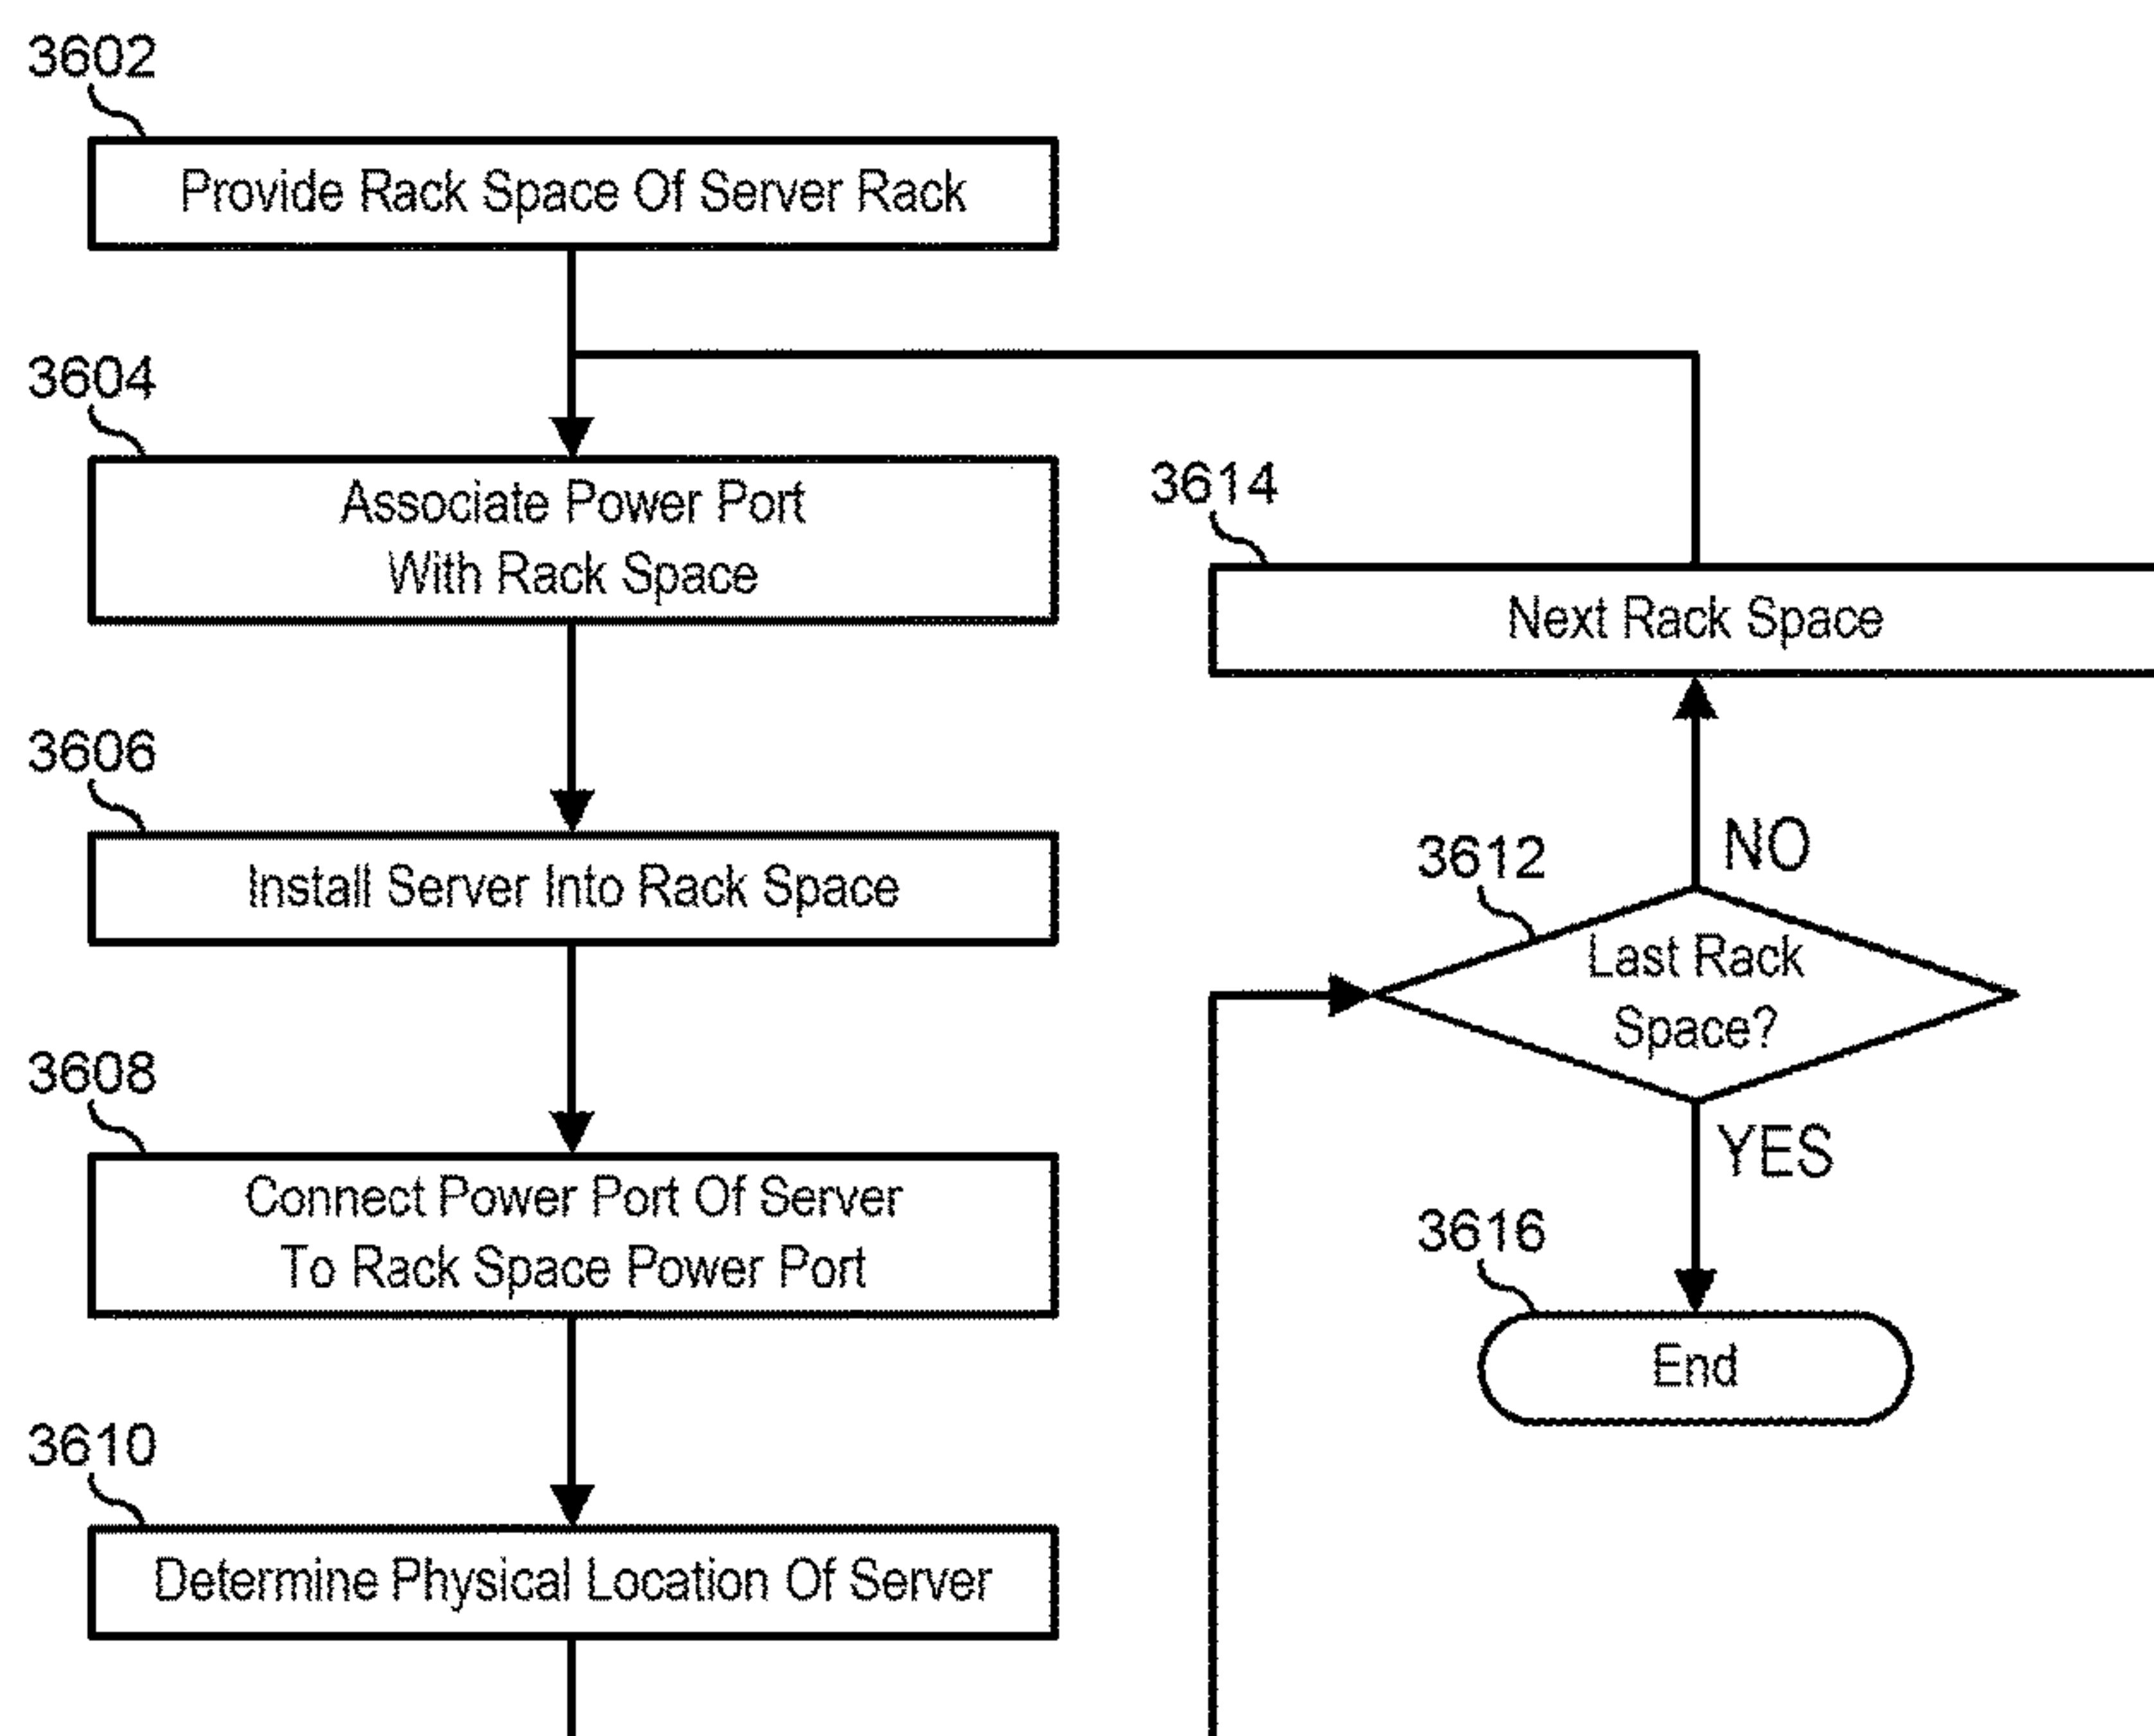 3602
Provide Rack Space Of Server Rack
3604
Associate Power Port
With Rack Space
3606
Install Server Into Rack Space
3608
Connect Power Port Of Server
To Rack Space Power Port
3610
Determine Physical Location Of Server
3614
Next Rack Space
NO
3612
Last Rack
Space?
YES
3616
End